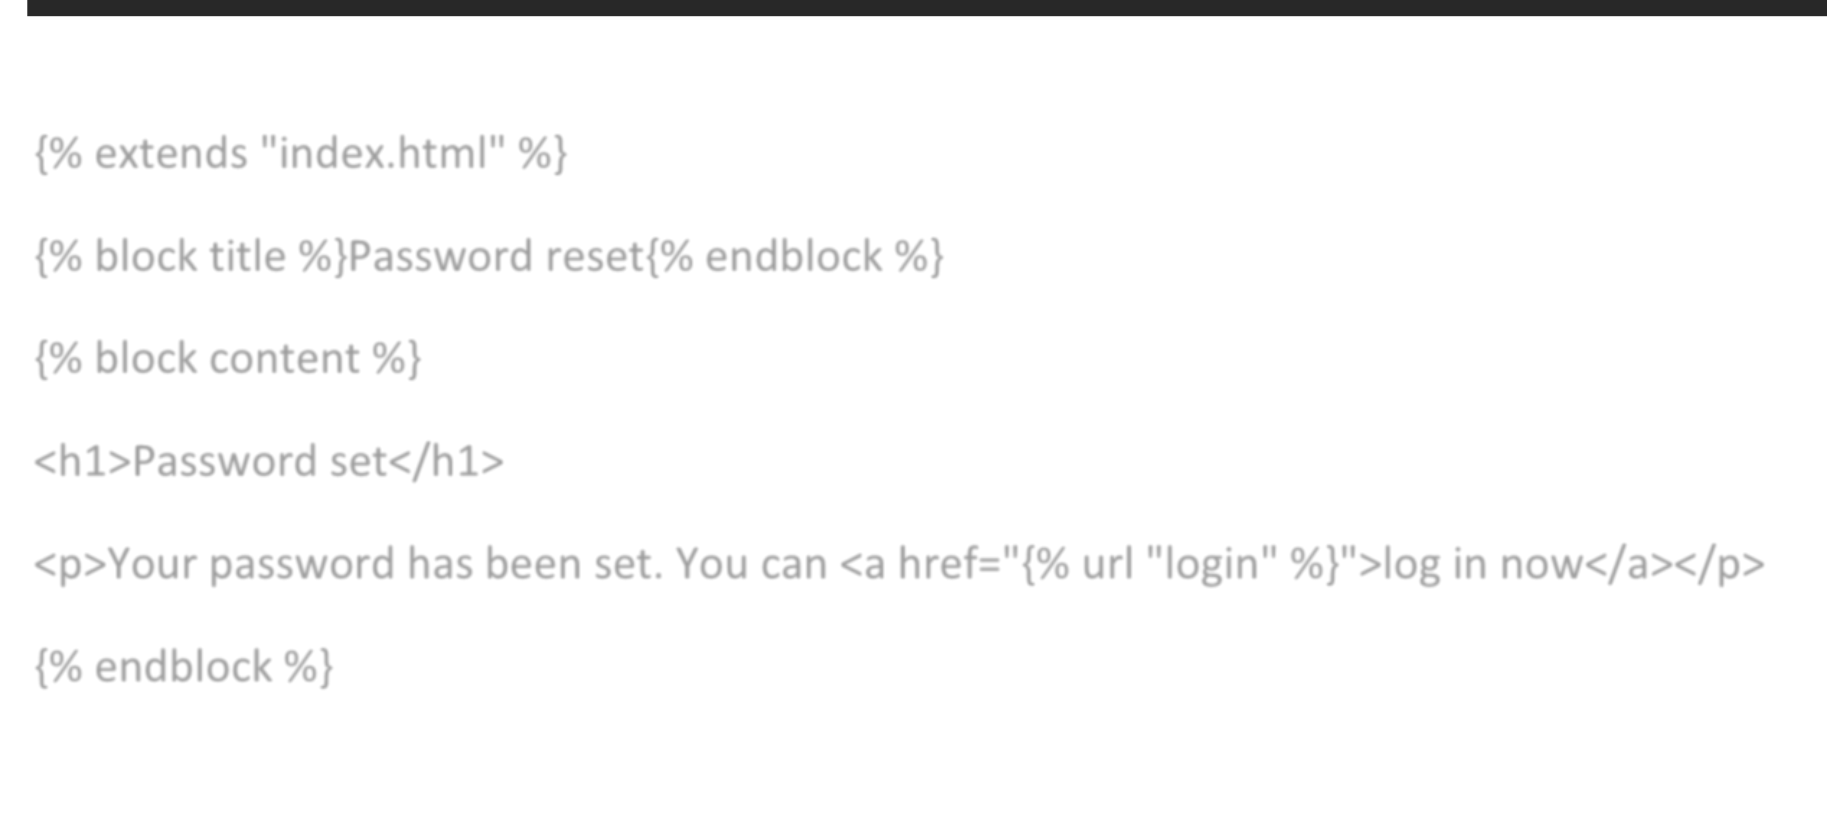 {% extends "index.html" %}
{% block title %}Password reset{% endblock %}
{% block content %}
<h1>Password set</h1>
<p>Your password has been set. You can <a href="{% url "login" %}">log in now</a></p>
{% endblock %}